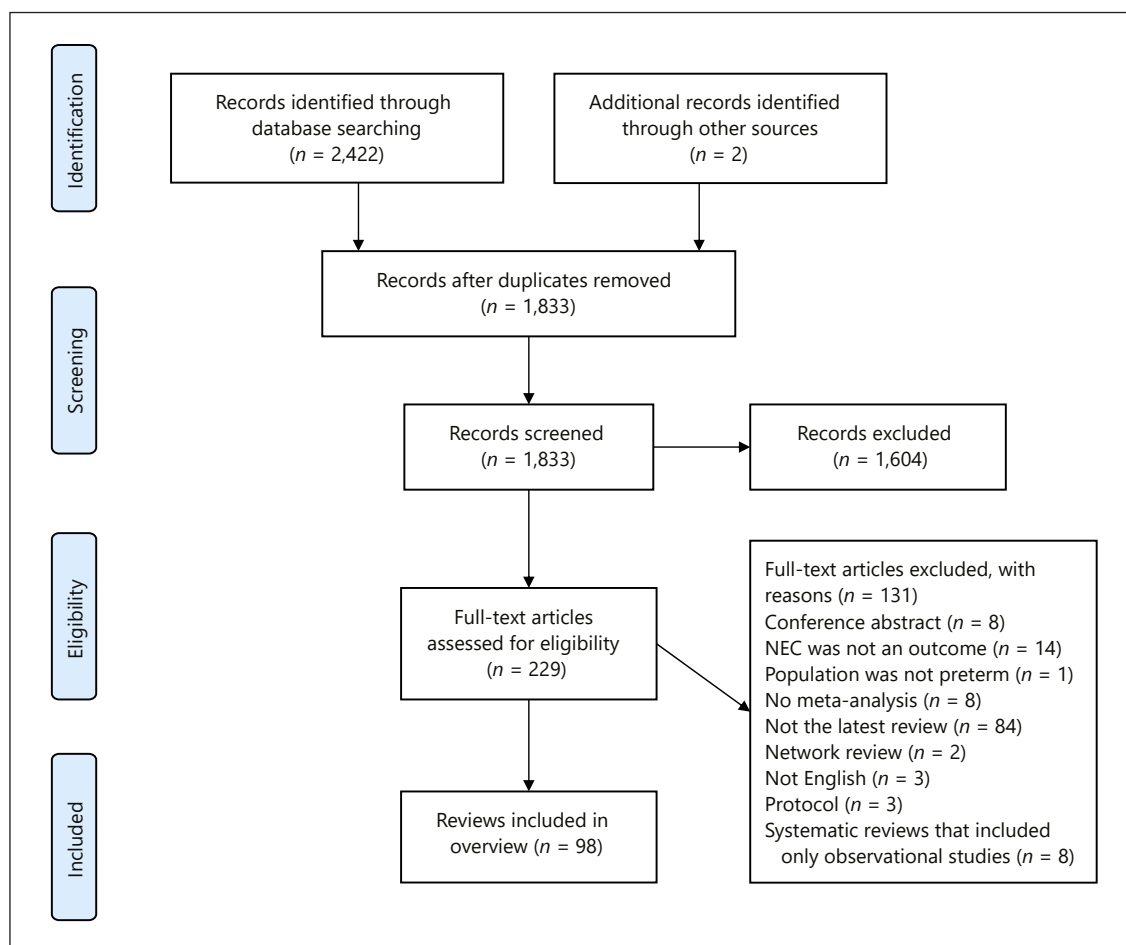 Identification
Records identified through
database searching
(n = 2,422)
Additional records identified
through other sources
(n = 2)
Records after duplicates removed
(n = 1,833)
Screening
Records screened
(n = 1,833)
Records excluded
(n = 1,604)
Eligibility
Full-text articles
assessed for eligibility
(n = 229)
Full-text articles excluded, with
reasons (n = 131)
Conference abstract (n = 8)
NEC was not an outcome (n = 14)
Population was not preterm (n = 1)
No meta-analysis (n = 8)
Not the latest review (n = 84)
Network review (n = 2)
Not English (n = 3)
Protocol (n = 3)
Systematic reviews that included
only observational studies (n = 8)
Included
Reviews included in
overview (n = 98)